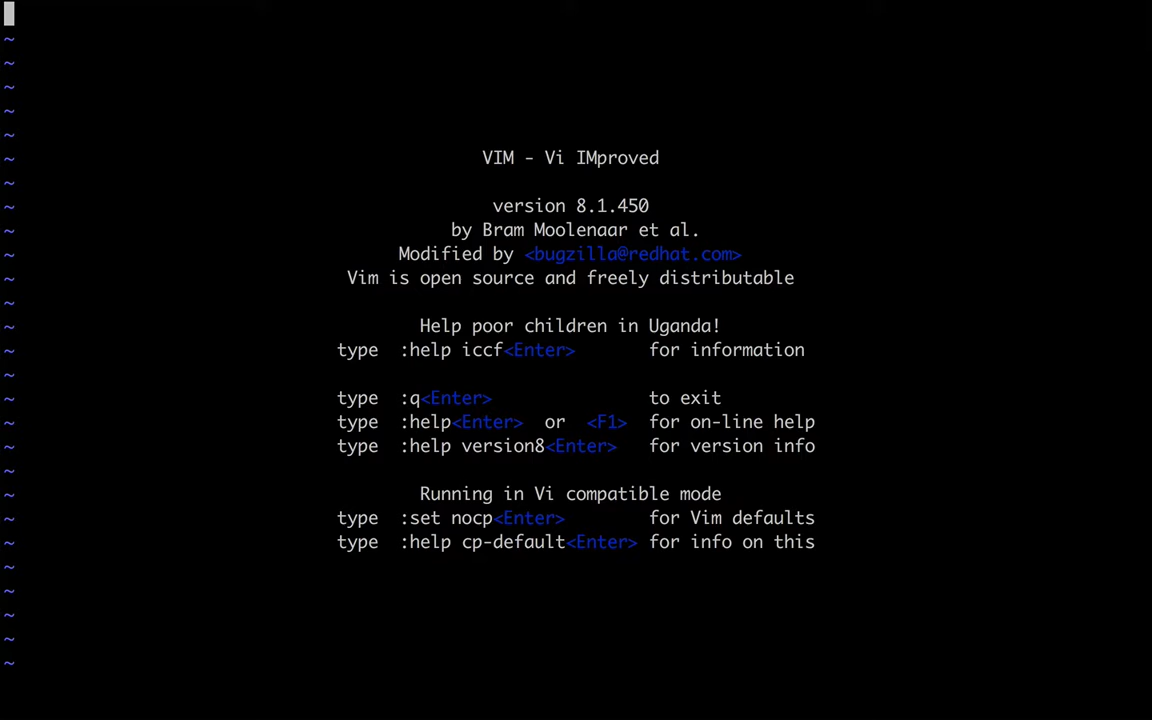 ~
~
~
~
~
VIM - Vi IMproved
~
~
version 8.1.450
~
by Bram Moolenaar et al.
~
Modified by <bugzilla@redhat.com>
~
Vim is open source and freely distributable
~
~
Help poor children in Uganda!
~
type :help iccf<Enter> for information
~
~
type :q<Enter> to exit
~
type :help<Enter> or <F1> for on-line help
~
type :help version8<Enter> for version info
~
~
Running in Vi compatible mode
~
type :set nocp<Enter> for Vim defaults
~
type :help cp-default<Enter> for info on this
~
~
~
~
~